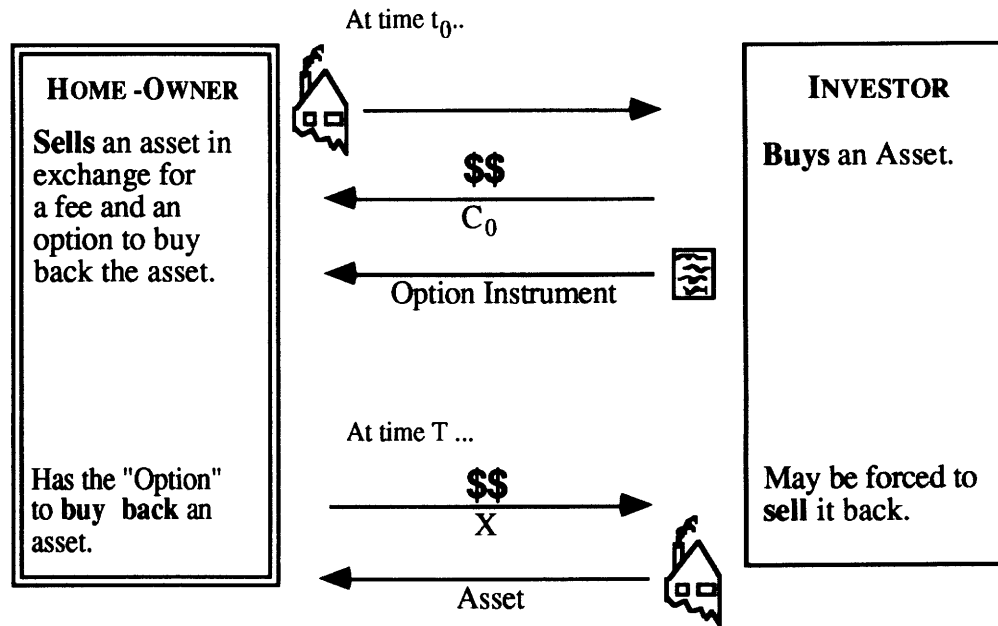 At time t₀..
HOME -OWNER
Sells an asset in
exchange for
a fee and an
option to buy
back the asset.
$$
C₀
Option Instrument
INVESTOR
Buys an Asset.
At time T ...
Has the "Option"
to buy back an
asset.
$$
X
Asset
May be forced to
sell it back.